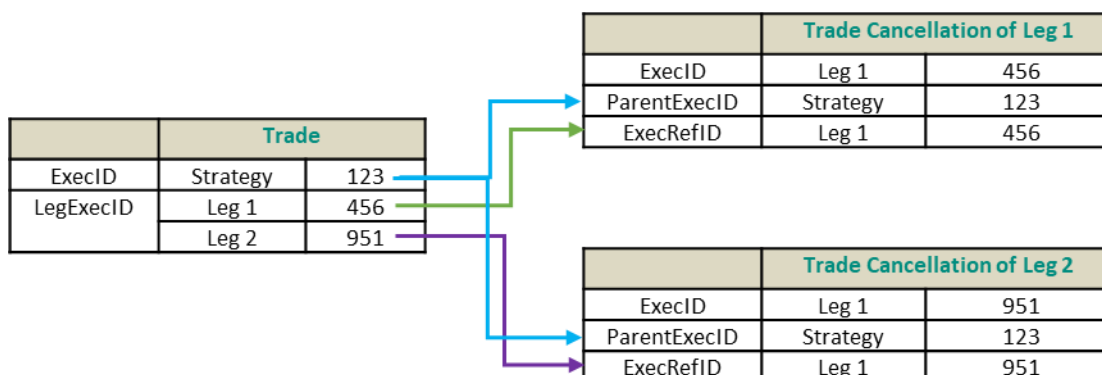 Trade
ExecID Strategy 123
LegExecID Leg 1 456
Leg 2 951
Trade Cancellation of Leg 1
ExecID Leg 1 456
ParentExecID Strategy 123
ExecRefID Leg 1 456
Trade Cancellation of Leg 2
ExecID Leg 1 951
ParentExecID Strategy 123
ExecRefID Leg 1 951